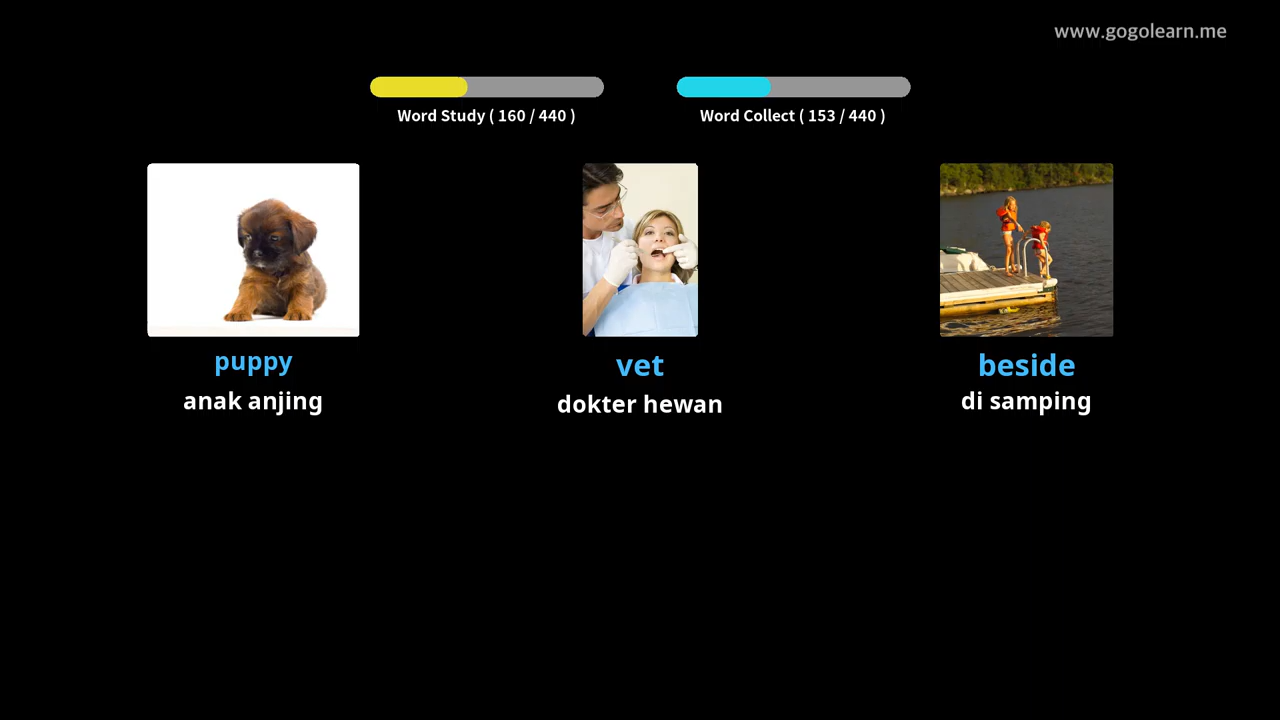 www.gogolearn.me
Word Study ( 160 / 440 )
Word Collect ( 153 / 440 )
puppy
anak anjing
vet
dokter hewan
beside
di samping